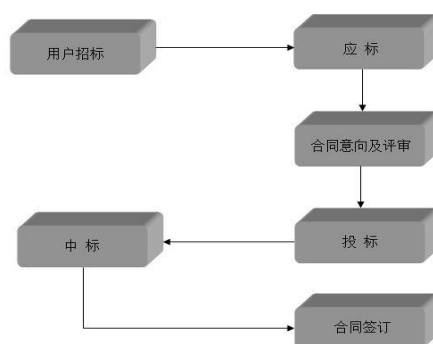 用户招标
应 标
合同意向及评审
投 标
中 标
合同签订